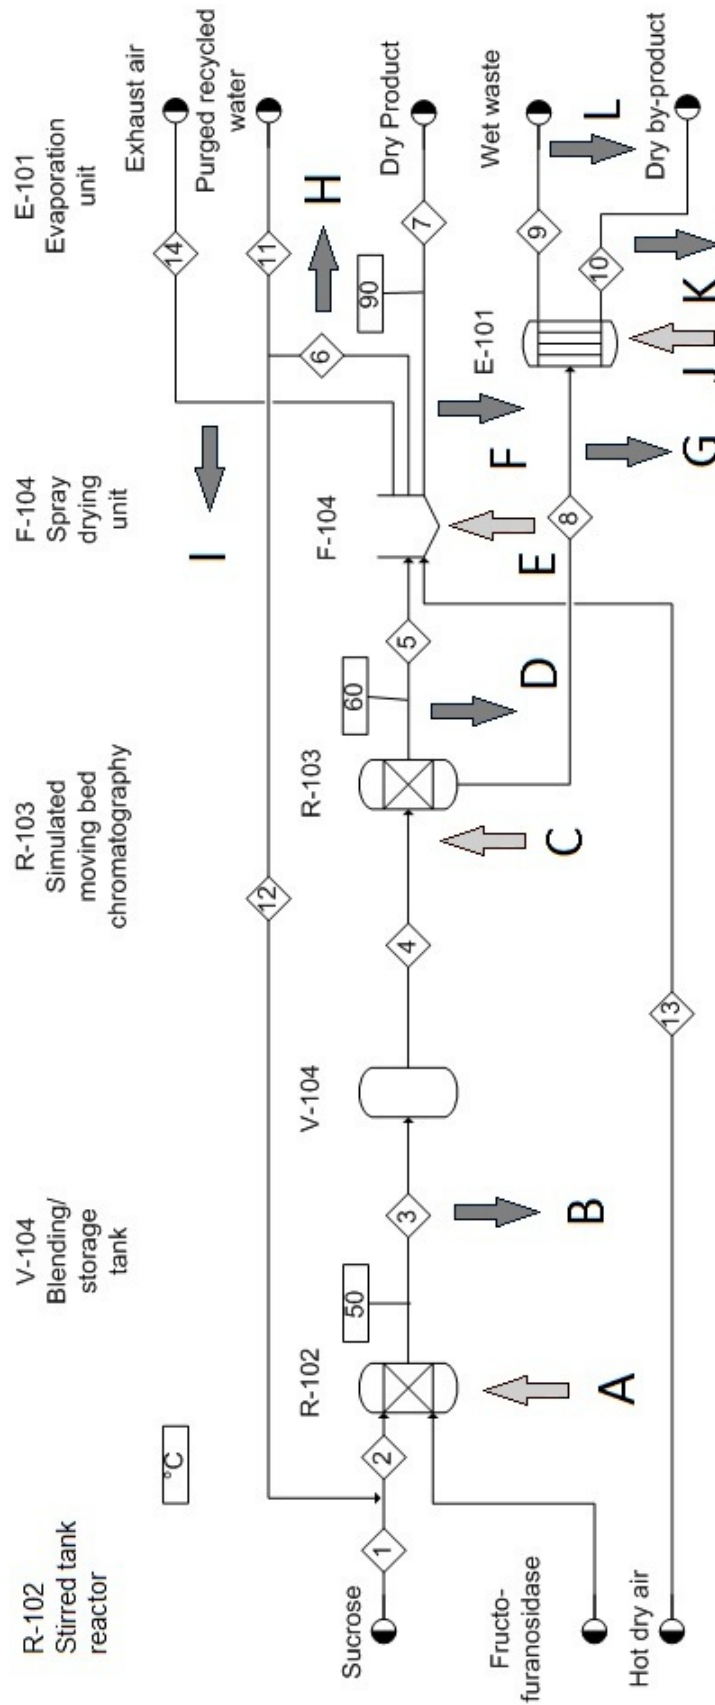 R-102
Stirred tank
reactor
V-104
Blending/
storage
tank
R-103
Simulated
moving bed
chromatography
F-104
Spray
drying
unit
E-101
Evaporation
unit
°C
Exhaust air
14
Purged recycled
water
11
12
6
H
I
Sucrose
1
2
R-102
50
3
V-104
4
R-103
60
5
F-104
90
7
Dry Product
Fructo-
furanosidase
A
B
C
D
E
F
E-101
9
Wet waste
L
8
10
Dry by-product
G
J
K
Hot dry air
13